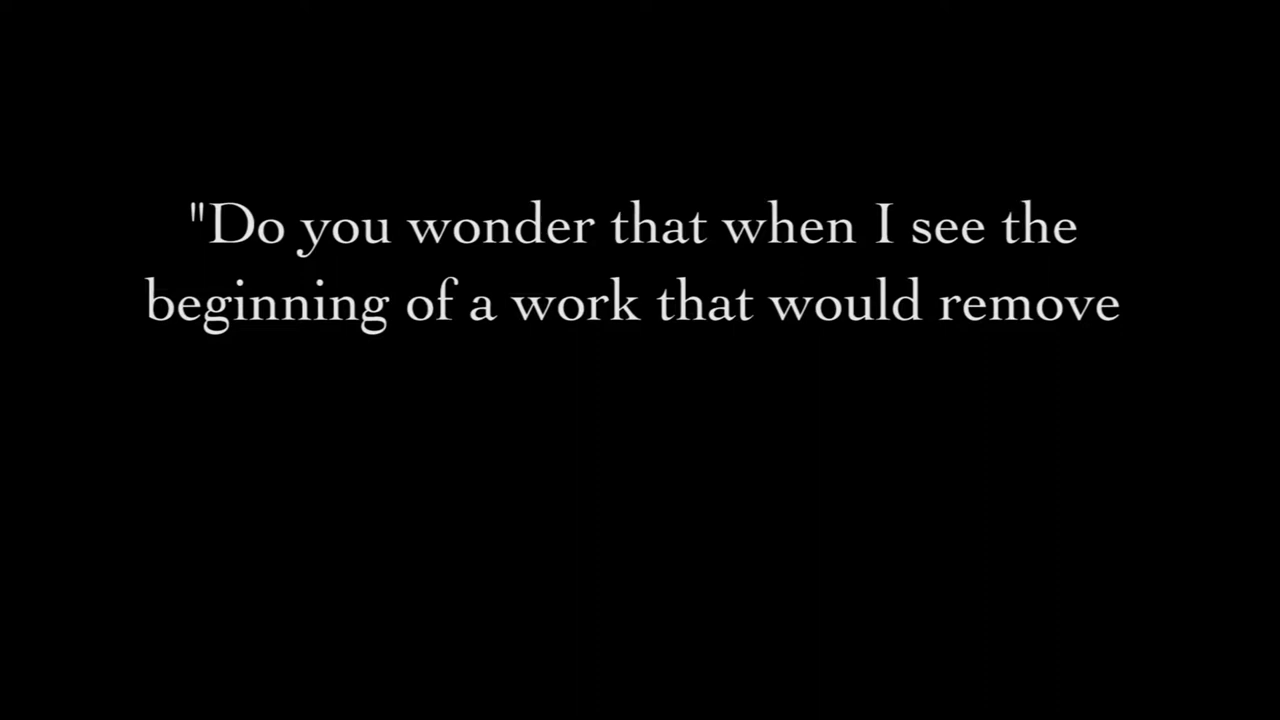 "Do you wonder that when I see the
beginning of a work that would remove